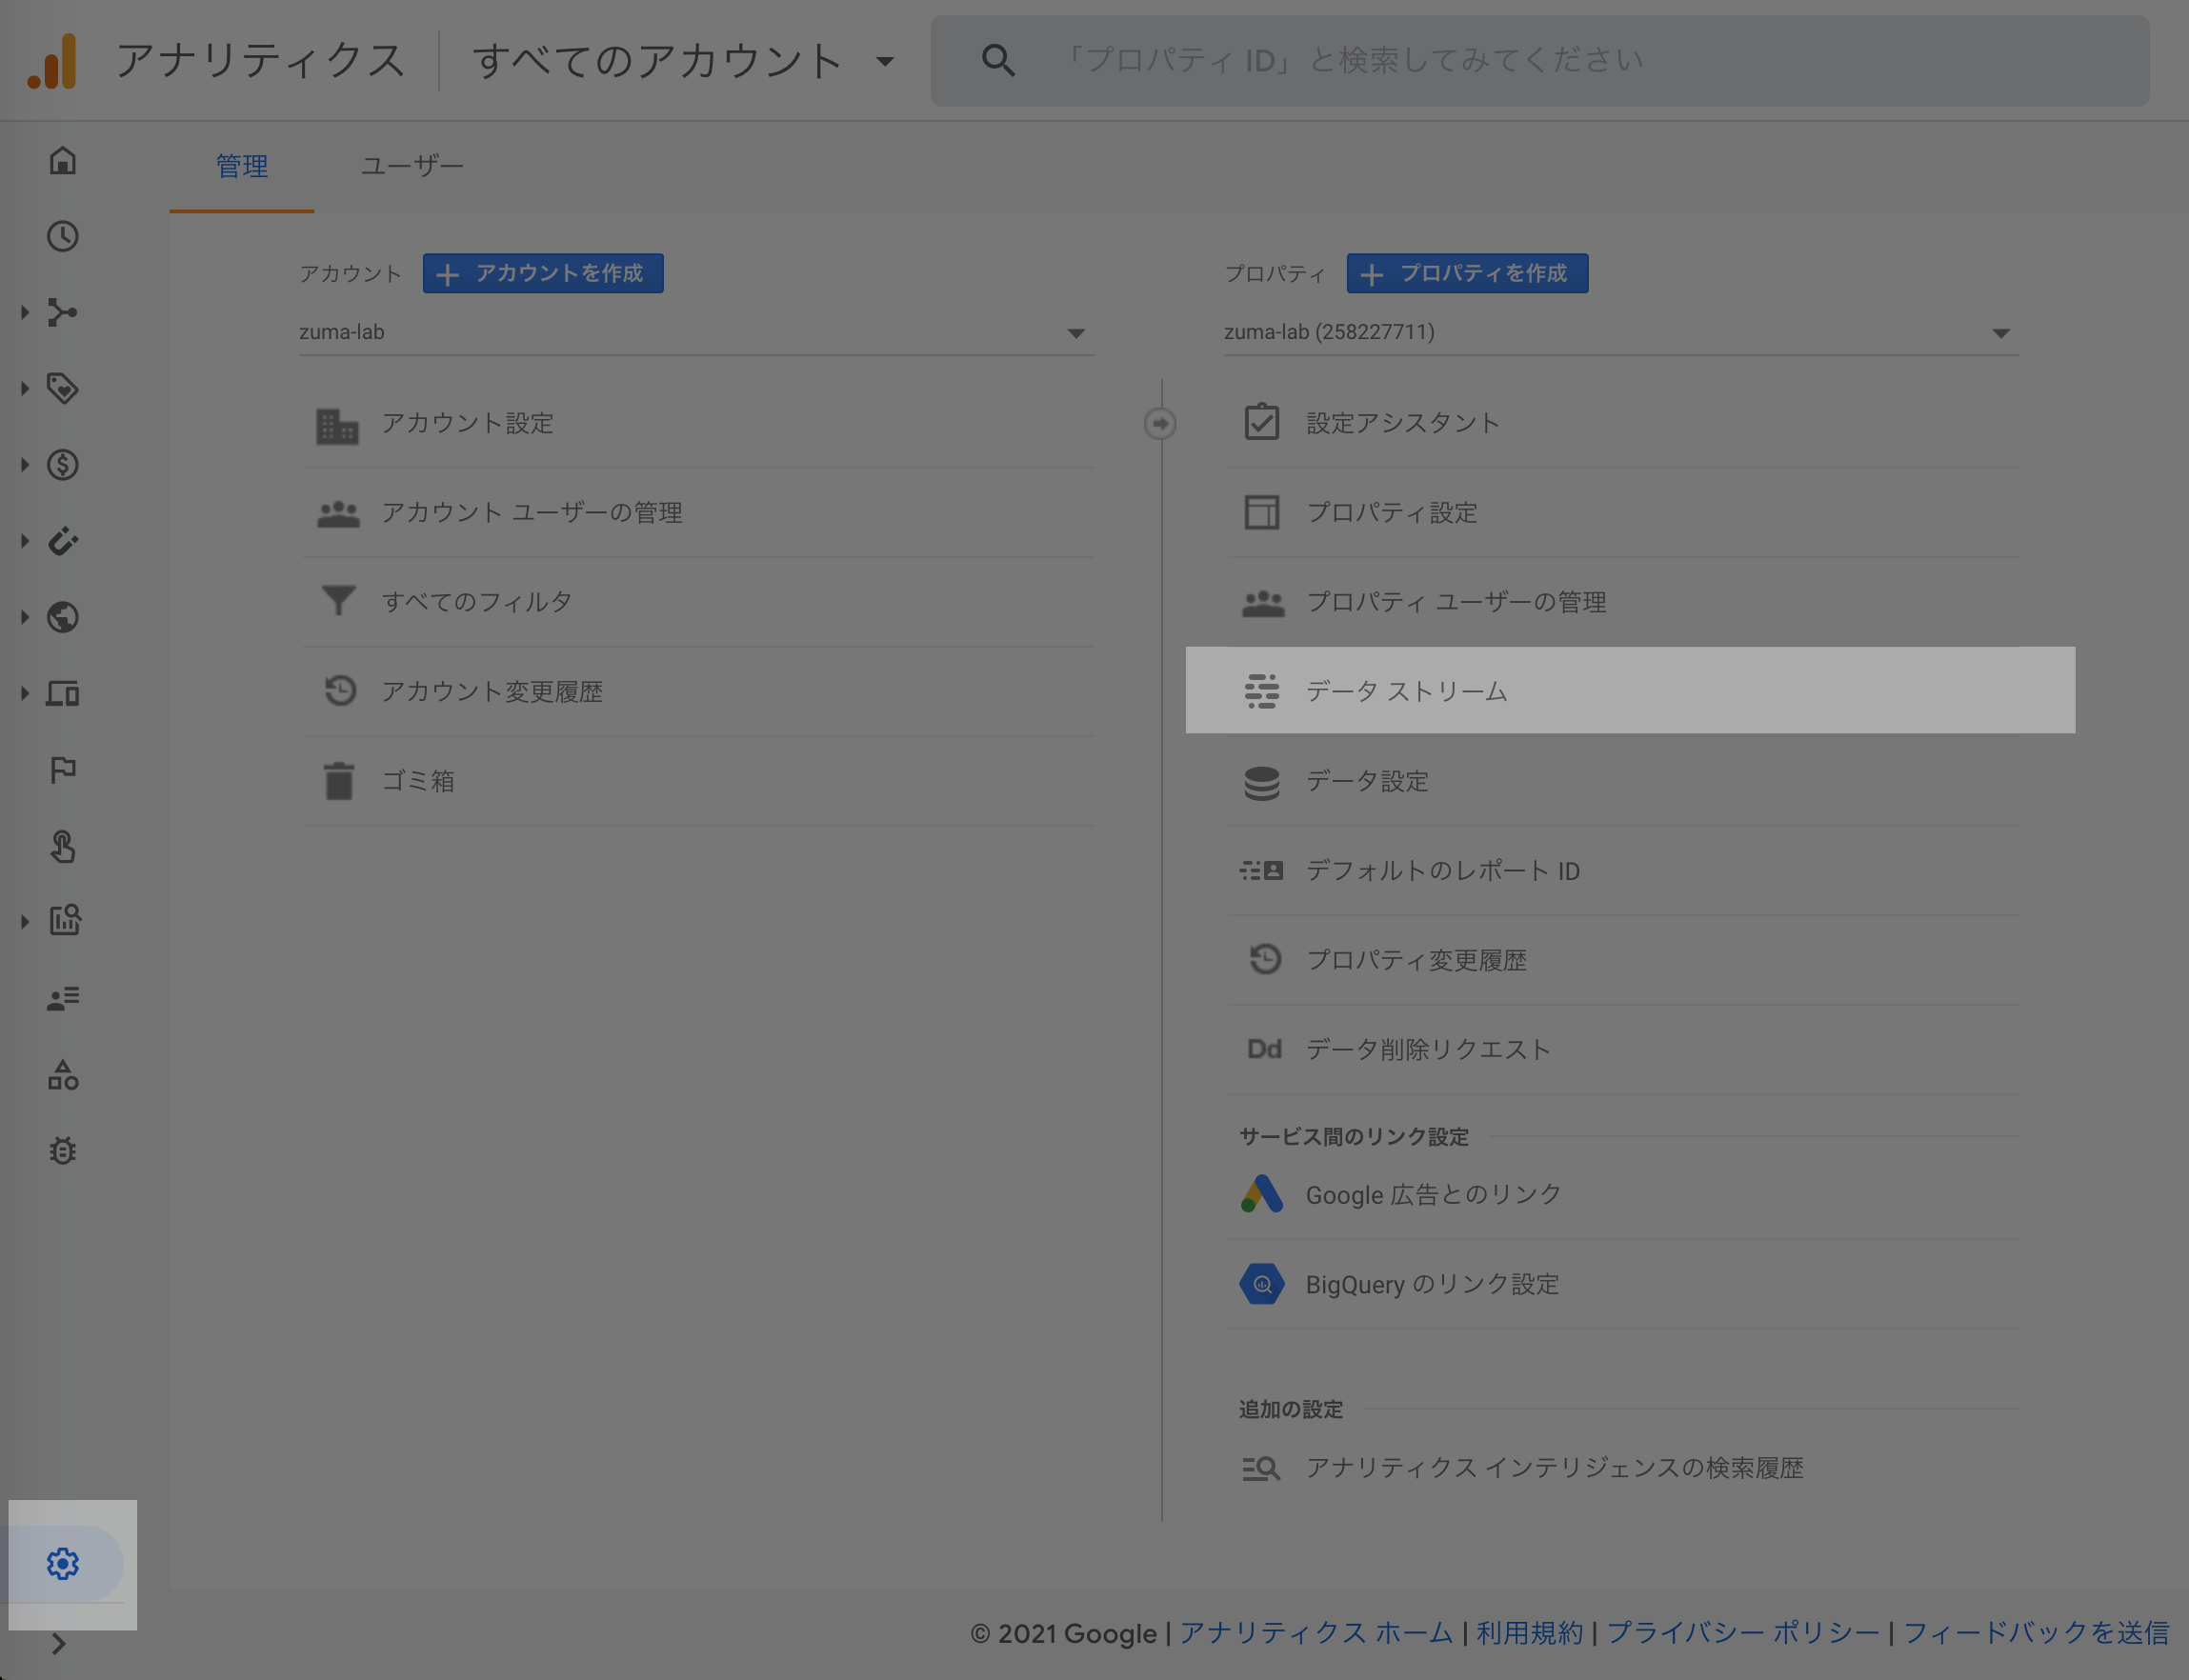 アナリティクス
すべてのアカウント
「プロパティ ID」と検索してみてください
管理
ユーザー
アカウント
アカウントを作成
zuma-lab
アカウント設定
アカウント ユーザーの管理
すべてのフィルタ
アカウント変更履歴
ゴミ箱
プロパティ
プロパティを作成
zuma-lab (258227711)
設定アシスタント
プロパティ設定
プロパティ ユーザーの管理
データ ストリーム
データ設定
デフォルトのレポート ID
プロパティ変更履歴
Dd データ削除リクエスト
サービス間のリンク設定
Google 広告とのリンク
BigQuery のリンク設定
追加の設定
アナリティクス インテリジェンスの検索履歴
© 2021 Google | アナリティクス ホーム | 利用規約 | プライバシー ポリシー | フィードバックを送信